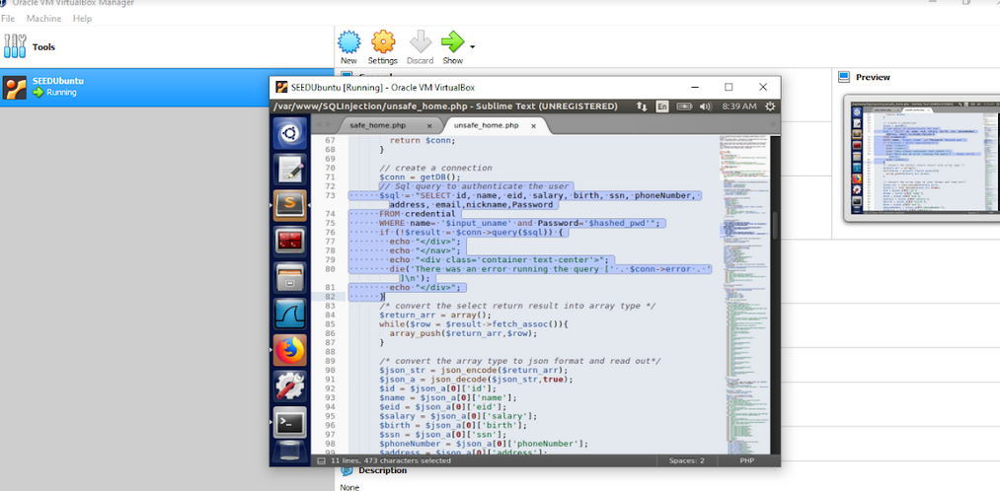 Oracle VM VirtualBox Manager
File Machine Help
Tools
New Settings Discard Show
SEEDUbuntu
Running
Preview
SEEDUbuntu [Running] - Oracle VM VirtualBox
/var/www/SQLInjection/unsafe_home.php - Sublime Text (UNREGISTERED) En 8:39 AM
safe_home.php × unsafe_home.php ×
67 return $conn;
68 }
69
70 // create a connection
71 $conn = getDB();
72 // Sql query to authenticate the user
73 $sql = "SELECT id, name, eid, salary, birth, ssn, phoneNumber,
address, email,nickname,Password
74 FROM credential
75 WHERE name= '$input_uname' and Password='$hashed_pwd'";
76 if (!$result = $conn->query($sql)) {
77 echo "</div>";
78 echo "</nav>";
79 echo "<div class='container text-center'>";
80 die('There was an error running the query [' . $conn->error . '
]\n');
81 echo "</div>";
82 }
83 /* convert the select return result into array type */
84 $return_arr = array();
85 while($row = $result->fetch_assoc()){
86 array_push($return_arr,$row);
87 }
88
89 /* convert the array type to json format and read out*/
90 $json_str = json_encode($return_arr);
91 $json_a = json_decode($json_str,true);
92 $id = $json_a[0]['id'];
93 $name = $json_a[0]['name'];
94 $eid = $json_a[0]['eid'];
95 $salary = $json_a[0]['salary'];
96 $birth = $json_a[0]['birth'];
97 $ssn = $json_a[0]['ssn'];
98 $phoneNumber = $json_a[0]['phoneNumber'];
99 $address = $json_a[0]['address'];
11 lines, 473 characters selected Spaces: 2 PHP
Description
None